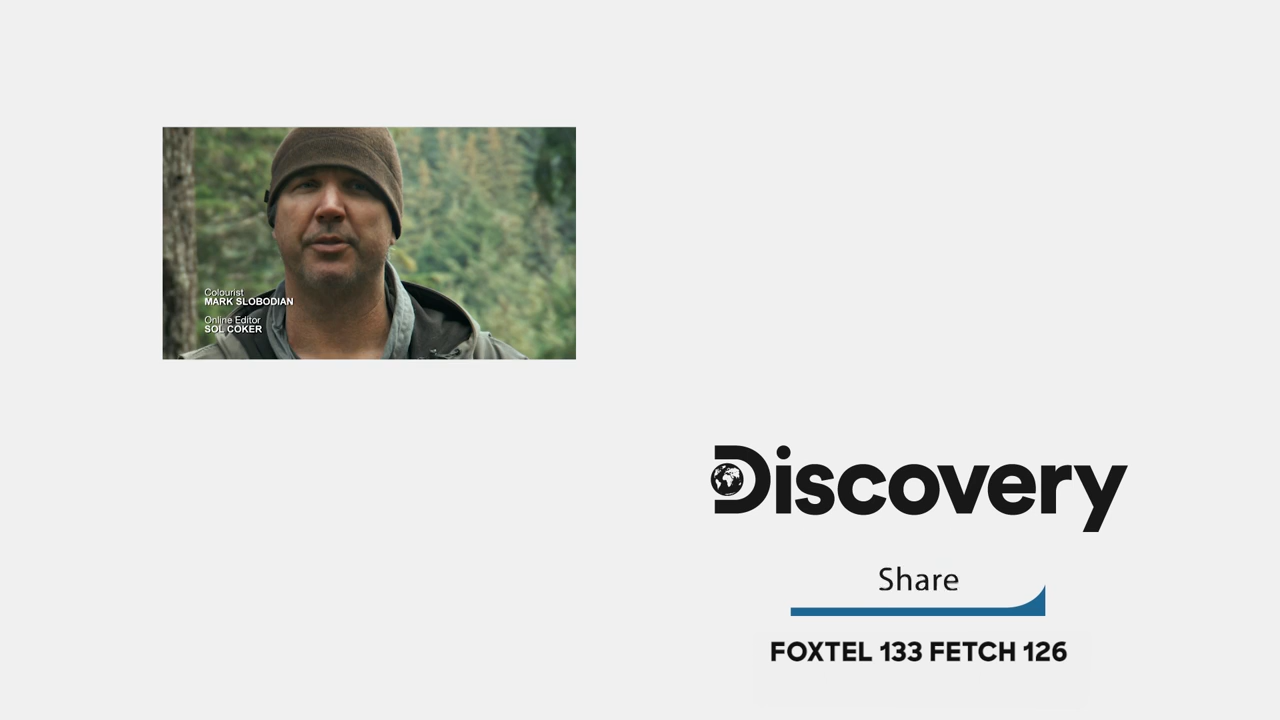 Colourist
MARK SLOBODIAN
Online Editor
SOL COKER
Discovery
Share
FOXTEL 133 FETCH 126